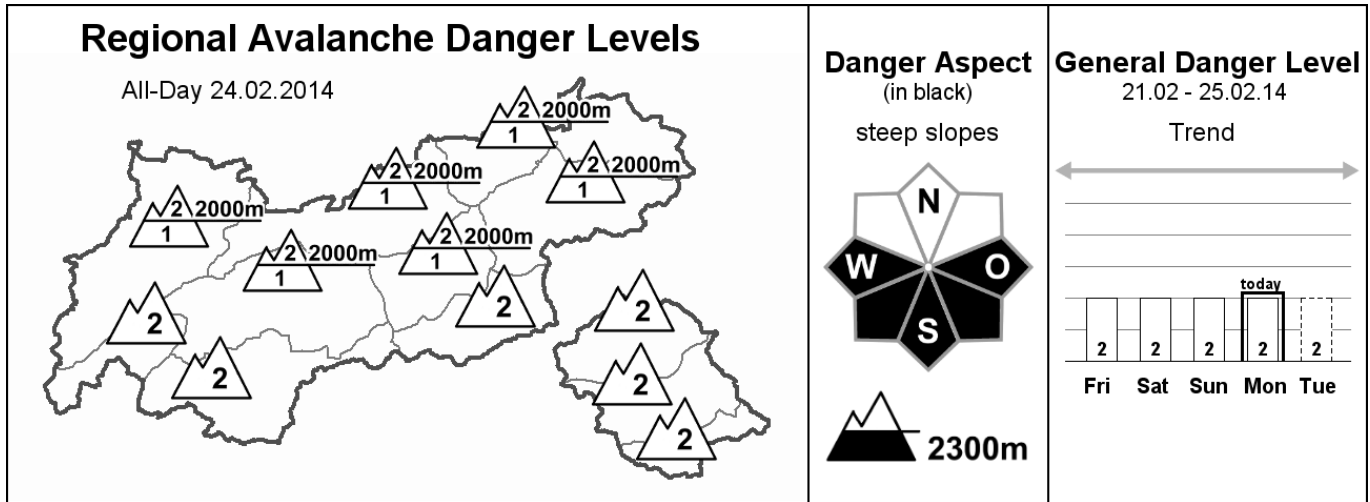 Regional Avalanche Danger Levels
All-Day 24.02.2014
2 2000m
1
2 2000m
1
2 2000m
1
2 2000m
1
2 2000m
1
2 2000m
1
2
2
2
2
2
2
Danger Aspect
(in black)
steep slopes
N
W O
S
2300m
General Danger Level
21.02 - 25.02.14
Trend
today
2 2 2 2 2
Fri Sat Sun Mon Tue